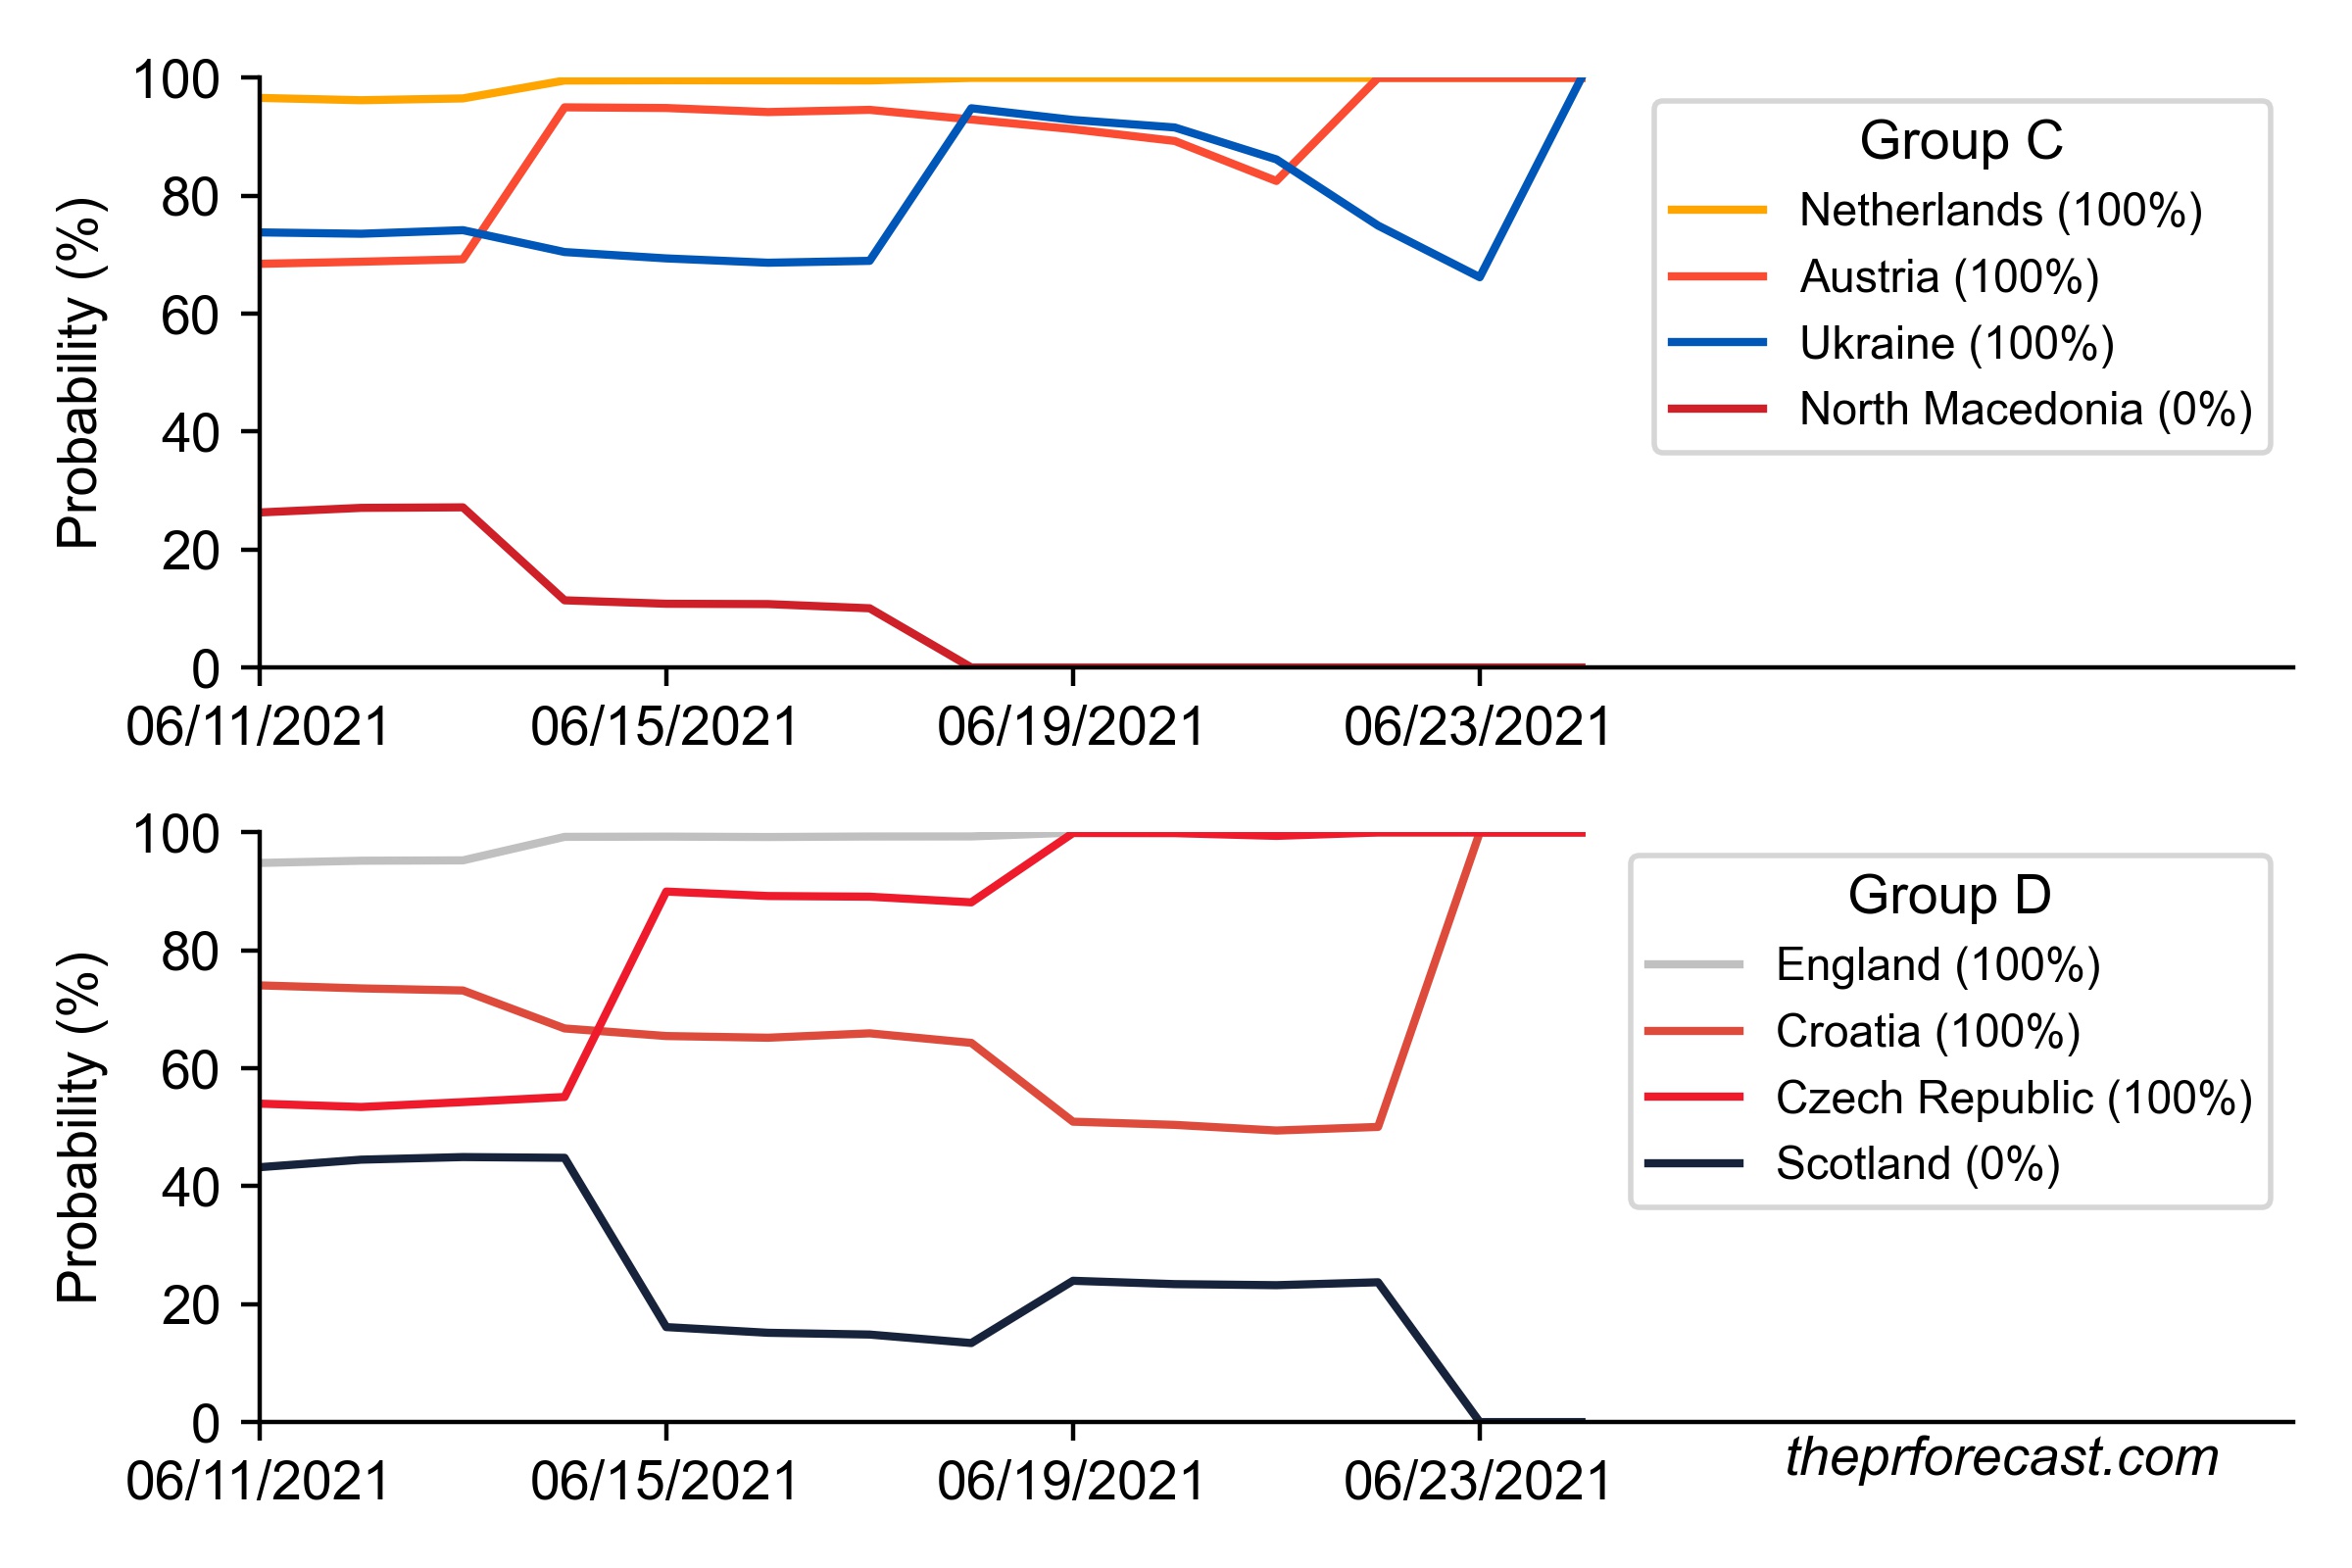 Probability (%)
100
80
60
40
20
0
06/11/2021 06/15/2021 06/19/2021 06/23/2021
Group C
Netherlands (100%)
Austria (100%)
Ukraine (100%)
North Macedonia (0%)
Probability (%)
100
80
60
40
20
0
06/11/2021 06/15/2021 06/19/2021 06/23/2021
Group D
England (100%)
Croatia (100%)
Czech Republic (100%)
Scotland (0%)
theprforecast.com